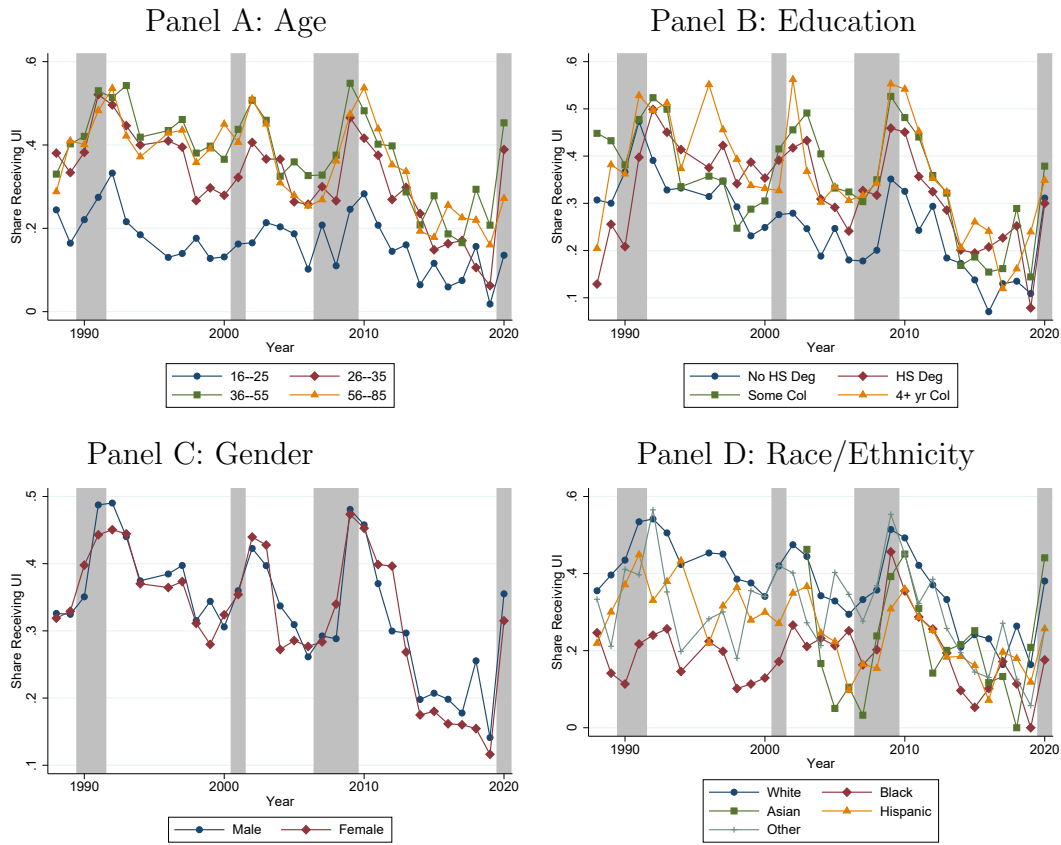 Panel A: Age
Share Receiving UI
.6
.4
.2
0
1990 2000 2010 2020
Year
16--25 26--35
36--55 56--85
Panel B: Education
Share Receiving UI
.6
.5
.4
.3
.2
.1
1990 2000 2010 2020
Year
No HS Deg HS Deg
Some Col 4+ yr Col
Panel C: Gender
Share Receiving UI
.5
.4
.3
.2
.1
1990 2000 2010 2020
Year
Male Female
Panel D: Race/Ethnicity
Share Receiving UI
.6
.4
.2
0
1990 2000 2010 2020
Year
White Black
Asian Hispanic
Other